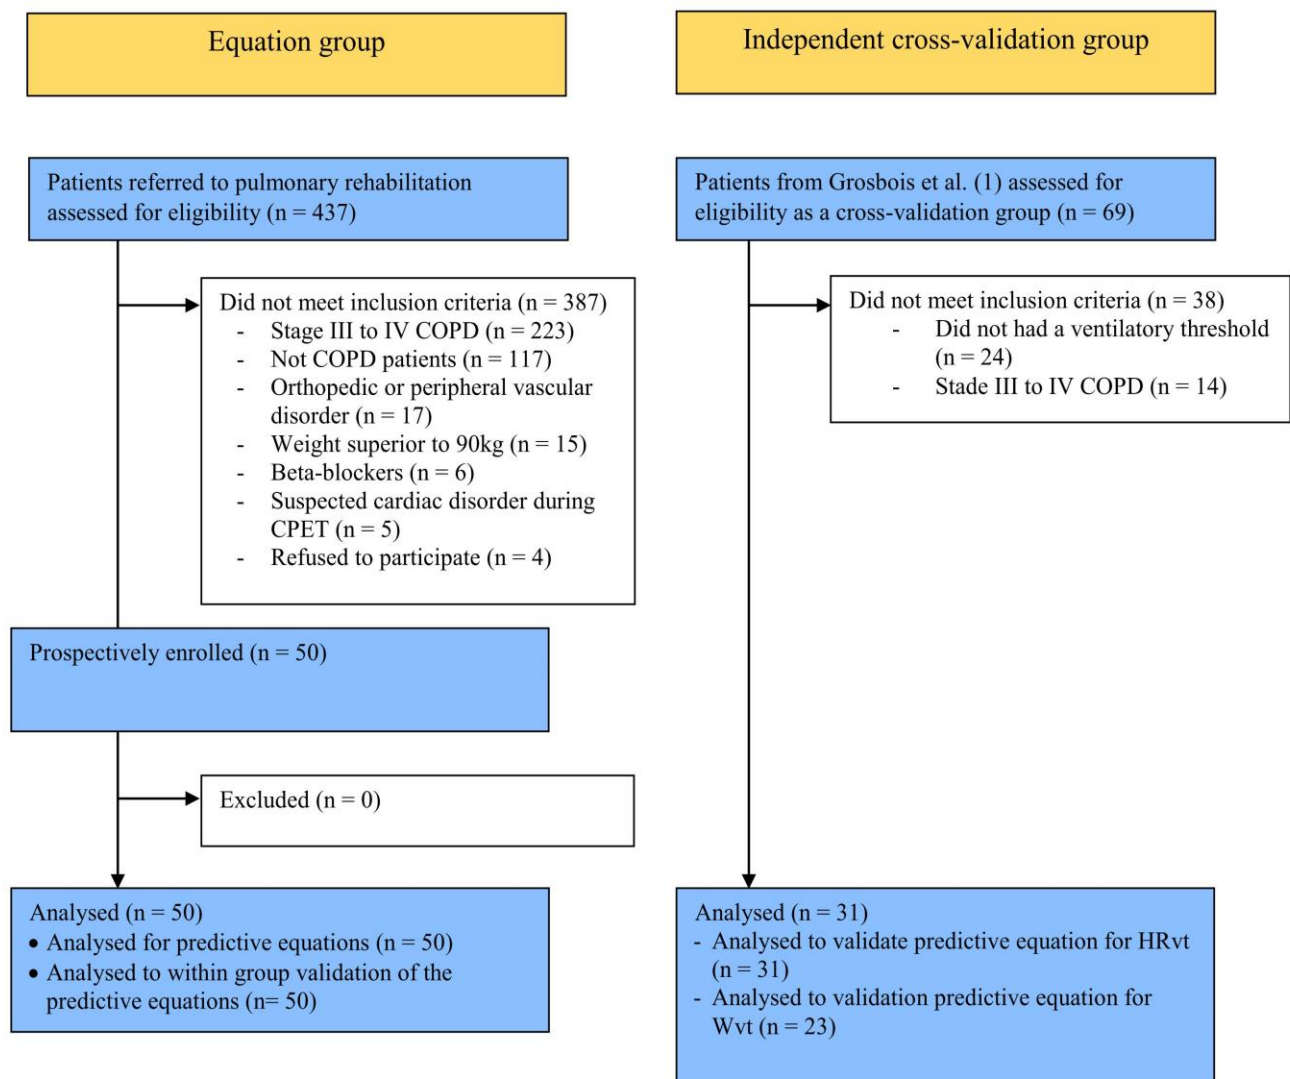 Equation group
Independent cross-validation group
Patients referred to pulmonary rehabilitation
assessed for eligibility (n = 437)
Did not meet inclusion criteria (n = 387)
- Stage III to IV COPD (n = 223)
- Not COPD patients (n = 117)
- Orthopedic or peripheral vascular
disorder (n = 17)
- Weight superior to 90kg (n = 15)
- Beta-blockers (n = 6)
- Suspected cardiac disorder during
CPET (n = 5)
- Refused to participate (n = 4)
Prospectively enrolled (n = 50)
Excluded (n = 0)
Analysed (n = 50)
• Analysed for predictive equations (n = 50)
• Analysed to within group validation of the
predictive equations (n= 50)
Patients from Grosbois et al. (1) assessed for
eligibility as a cross-validation group (n = 69)
Did not meet inclusion criteria (n = 38)
- Did not had a ventilatory threshold
(n = 24)
- Stade III to IV COPD (n = 14)
Analysed (n = 31)
- Analysed to validate predictive equation for HRvt
(n = 31)
- Analysed to validation predictive equation for
Wvt (n = 23)